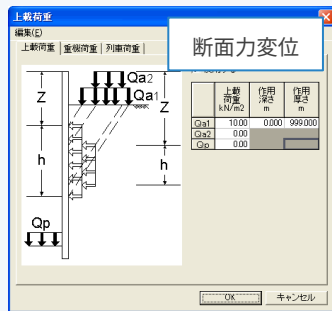 上載荷重
編集(E)
断面力変位
上載荷重 重機荷重 列車荷重
Qa2
Qa1
Z
Z
h
h
Qp
上載荷重 kN/m2 作用深さ m 作用厚さ m
Qa1 10.00 0.000 999.000
Qa2 0.00
Qp 0.00
OK キャンセル